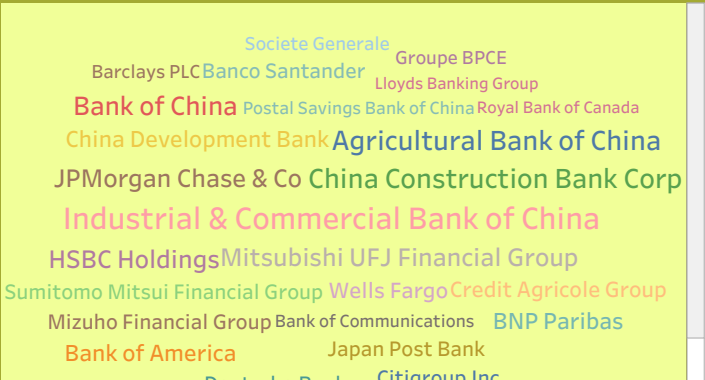 Societe Generale
Groupe BPCE
Barclays PLC Banco Santander
Lloyds Banking Group
Bank of China Postal Savings Bank of China Royal Bank of Canada
China Development Bank Agricultural Bank of China
JPMorgan Chase & Co China Construction Bank Corp
Industrial & Commercial Bank of China
HSBC Holdings Mitsubishi UFJ Financial Group
Sumitomo Mitsui Financial Group Wells Fargo Credit Agricole Group
Mizuho Financial Group Bank of Communications BNP Paribas
Bank of America Japan Post Bank
Citigroup Inc